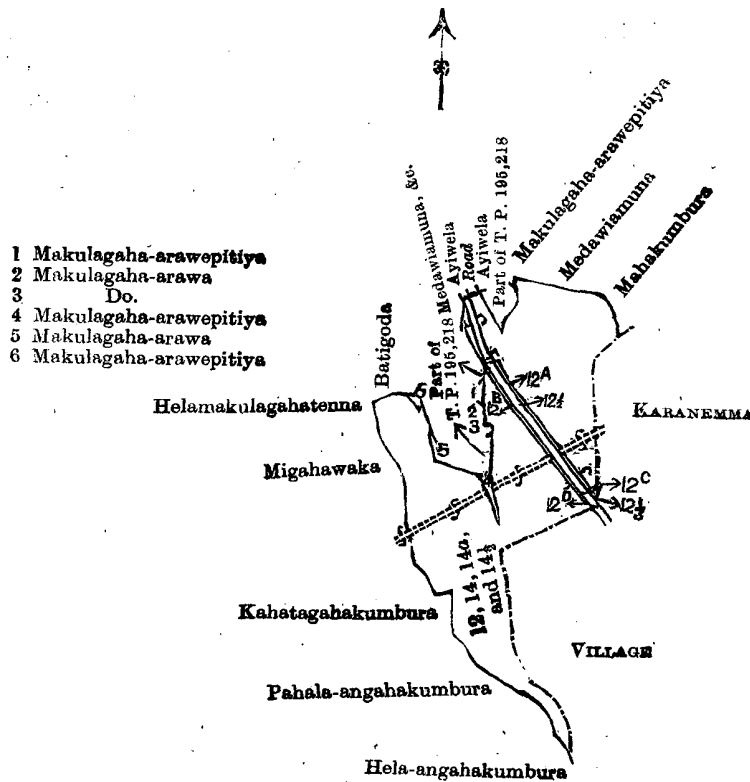 1 Makulagaha-arawepitiya
2 Makulagaha-arawa
3 Do.
4 Makulagaha-arawepitiya
5 Makulagaha-arawa
6 Makulagaha-arawepitiya
Batigoda
Part of
T. P. 195,218
Medawiamuna, &c.
Ayiwela
Road
Ayiwela
Part of T. P. 195,218
Makulagaha-arawepitiya
Medawiamuna
Mahakumbura
Helamakulagahatenna
Migahawaka
KARANEMMA
12A
12½
12B
12C
12D
12, 14, 14a,
and 14½
Kahatagahakumbura
VILLAGE
Pahala-angahakumbura
Hela-angahakumbura